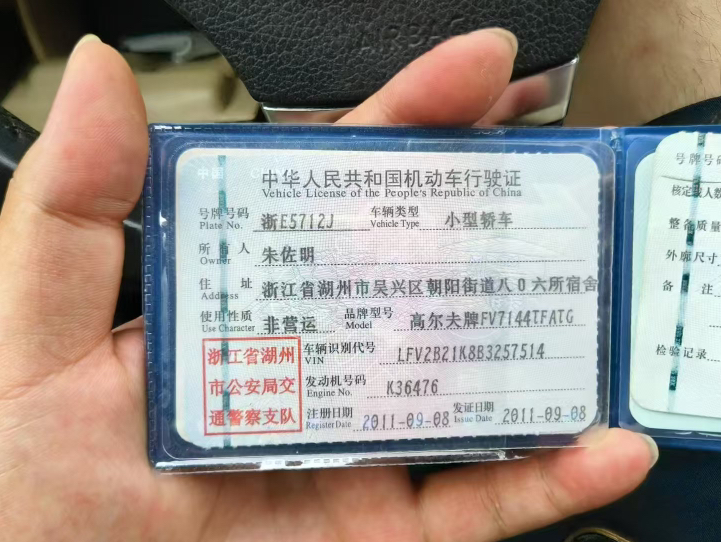 AIRBAG
中华人民共和国机动车行驶证
Vehicle License of the People's Republic of China
号牌号码 浙E5712J 车辆类型 小型轿车
Plate No. Vehicle Type
所有人 朱佐明
Owner
住址 浙江省湖州市吴兴区朝阳街道八0六所宿舍
Address
使用性质 非营运 品牌型号 高尔夫牌FV7144TFATG
Use Character Model
浙江省湖州
市公安局交
通警察支队
车辆识别代号 LFV2B21K8B3257514
VIN
发动机号码 K36476
Engine No.
注册日期 2011-09-08 发证日期 2011-09-08
Register Date Issue Date
号牌号码
核定载人数
整备质量
外廓尺寸
备注
检验记录